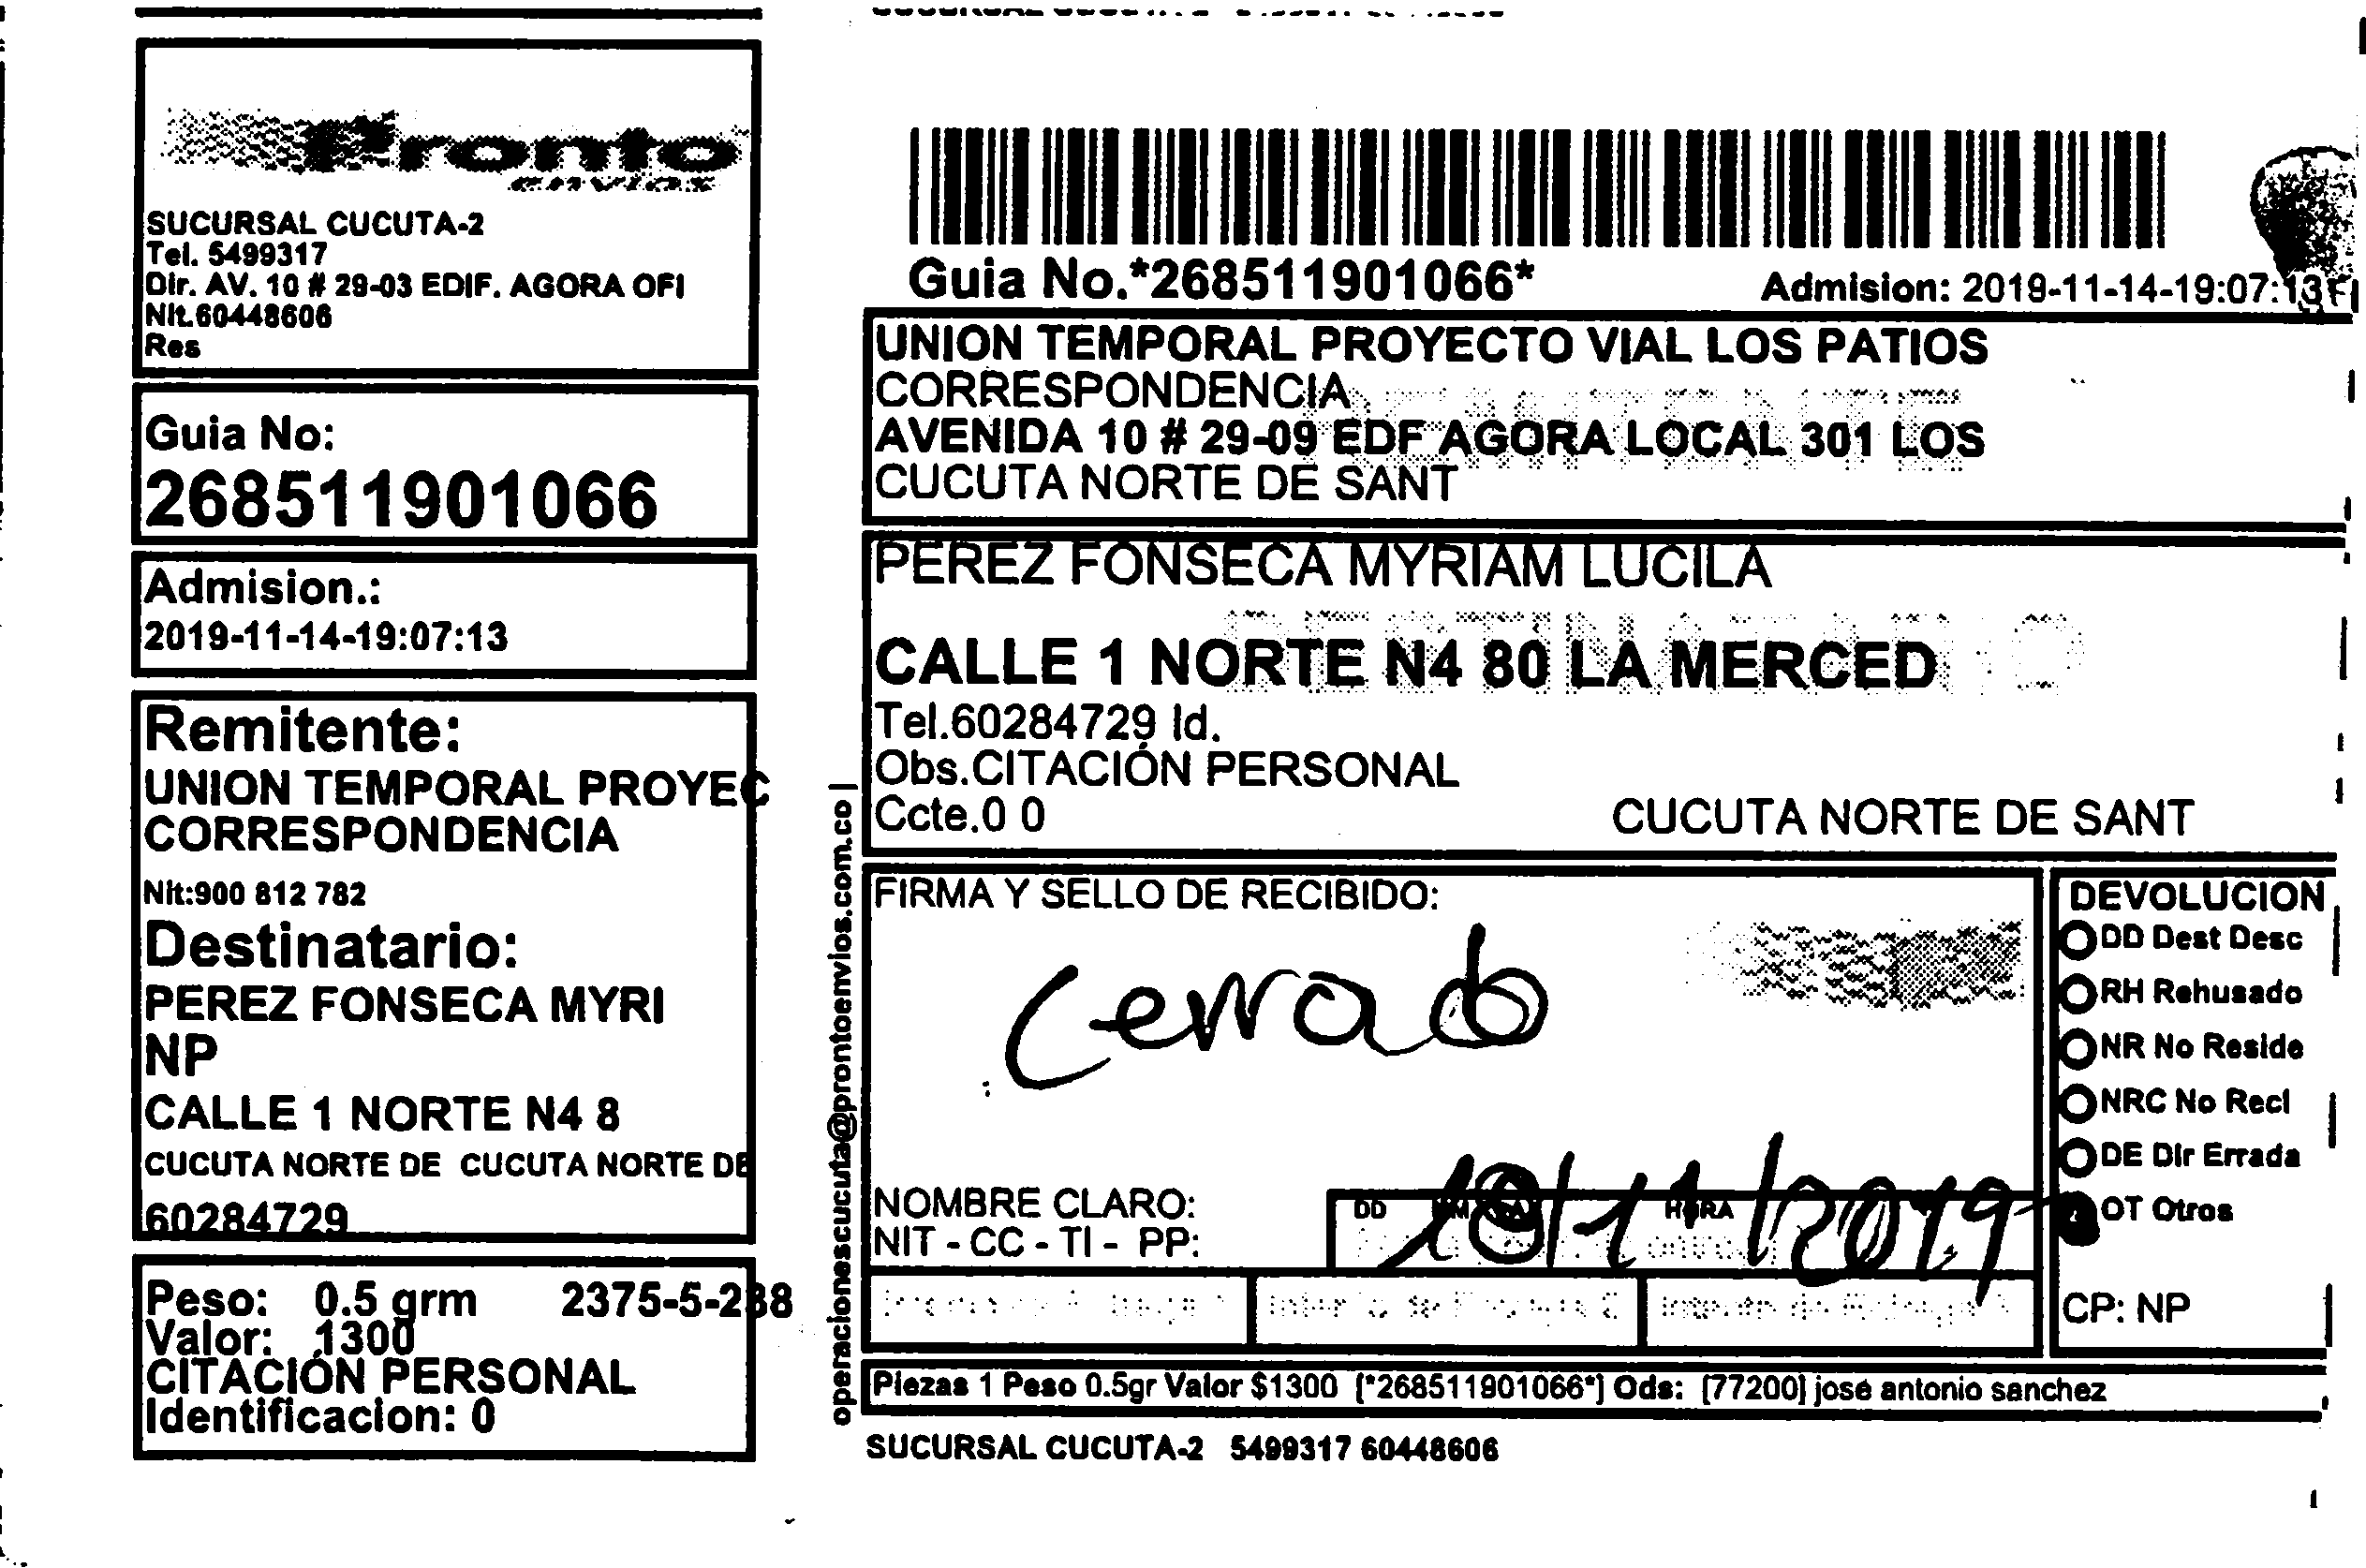 Pronto
envios
SUCURSAL CUCUTA-2
Tel. 5499317
Dir. AV. 10 # 29-03 EDIF. AGORA OFI
Nit.60448606
Res
Guia No:
268511901066
Admision.:
2019-11-14-19:07:13
Remitente:
UNION TEMPORAL PROYEC
CORRESPONDENCIA
Nit:900 812 782
Destinatario:
PEREZ FONSECA MYRI
NP
CALLE 1 NORTE N4 8
CUCUTA NORTE DE CUCUTA NORTE DE
60284729
Peso: 0.5 grm 2375-5-238
Valor: 1300
CITACIÓN PERSONAL
Identificacion: 0
operacionescucuta@prontoenvios.com.co |
Guia No.*268511901066*
Admision: 2019-11-14-19:07:13
UNION TEMPORAL PROYECTO VIAL LOS PATIOS
CORRESPONDENCIA
AVENIDA 10 # 29-09 EDF AGORA LOCAL 301 LOS
CUCUTA NORTE DE SANT
PEREZ FONSECA MYRIAM LUCILA
DESTINATARIO
CALLE 1 NORTE N4 80 LA MERCED
Tel.60284729 Id.
Obs.CITACIÓN PERSONAL
Ccte.0 0
CUCUTA NORTE DE SANT
FIRMA Y SELLO DE RECIBIDO:
Cerrado
NOMBRE CLARO:
NIT - CC - TI - PP:
DD
HORA
18/11/2019
DEVOLUCION
DD Dest Desc
RH Rehusado
NR No Reside
NRC No Recl
DE Dir Errada
OT Otros
CP: NP
Piezas 1 Peso 0.5gr Valor $1300 [*268511901066*] Ods: [77200] jose antonio sanchez
SUCURSAL CUCUTA-2 5499317 60448606